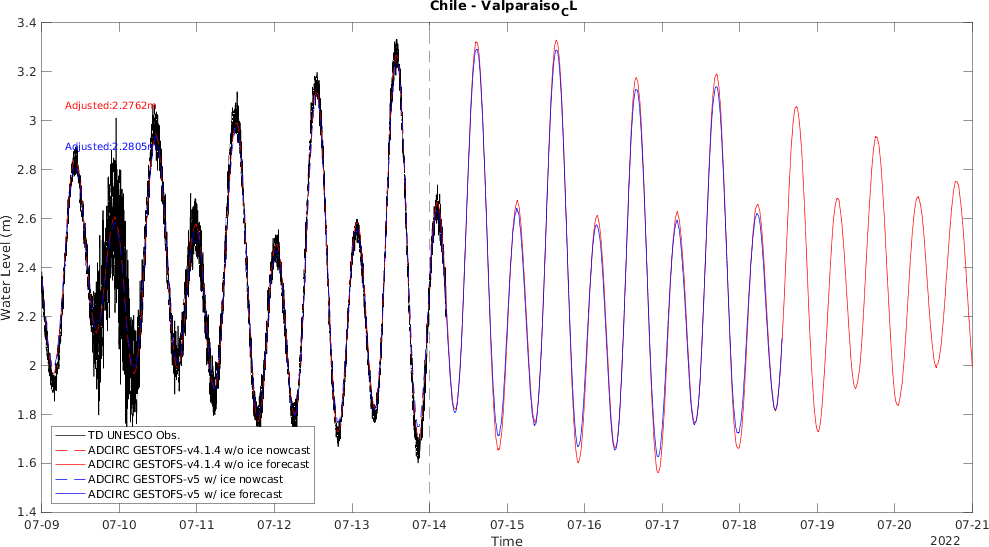 Chile - Valparaiso_CL
3.4
3.2
3
2.8
2.6
2.4
2.2
2
1.8
1.6
1.4
Water Level (m)
Adjusted:2.2762m
Adjusted:2.2805m
TD UNESCO Obs.
ADCIRC GESTOFS-v4.1.4 w/o ice nowcast
ADCIRC GESTOFS-v4.1.4 w/o ice forecast
ADCIRC GESTOFS-v5 w/ ice nowcast
ADCIRC GESTOFS-v5 w/ ice forecast
07-09 07-10 07-11 07-12 07-13 07-14 07-15 07-16 07-17 07-18 07-19 07-20 07-21
Time
2022